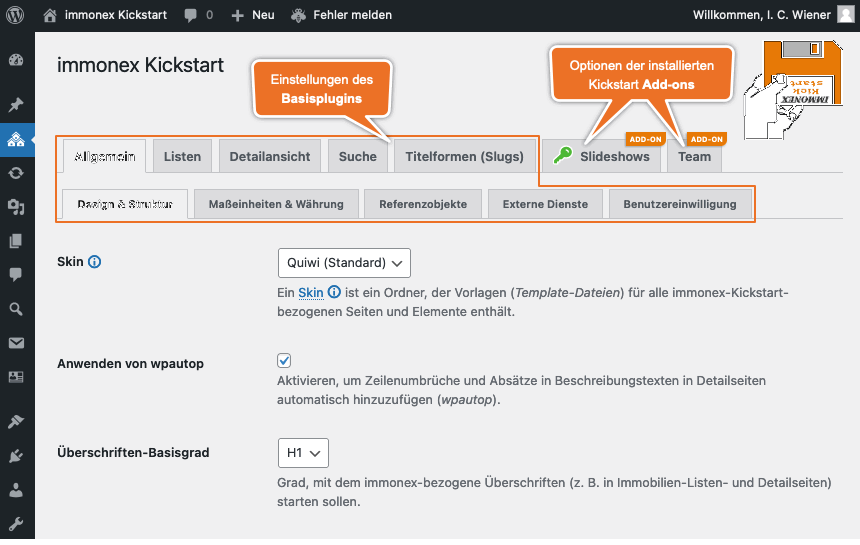 immonex Kickstart 0 Neu Fehler melden Willkommen, I. C. Wiener
immonex Kickstart
Einstellungen des
Basisplugins
Optionen der installierten
Kickstart Add-ons
IMMONEX
Kick
start
ADD-ON ADD-ON
Allgemein Listen Detailansicht Suche Titelformen (Slugs) Slideshows Team
Design & Struktur Maßeinheiten & Währung Referenzobjekte Externe Dienste Benutzereinwilligung
Skin Quiwi (Standard)
Ein Skin ist ein Ordner, der Vorlagen (Template-Dateien) für alle immonex-Kickstart-
bezogenen Seiten und Elemente enthält.
Anwenden von wpautop
Aktivieren, um Zeilenumbrüche und Absätze in Beschreibungstexten in Detailseiten
automatisch hinzuzufügen (wpautop).
Überschriften-Basisgrad H1
Grad, mit dem immonex-bezogene Überschriften (z. B. in Immobilien-Listen- und Detailseiten)
starten sollen.